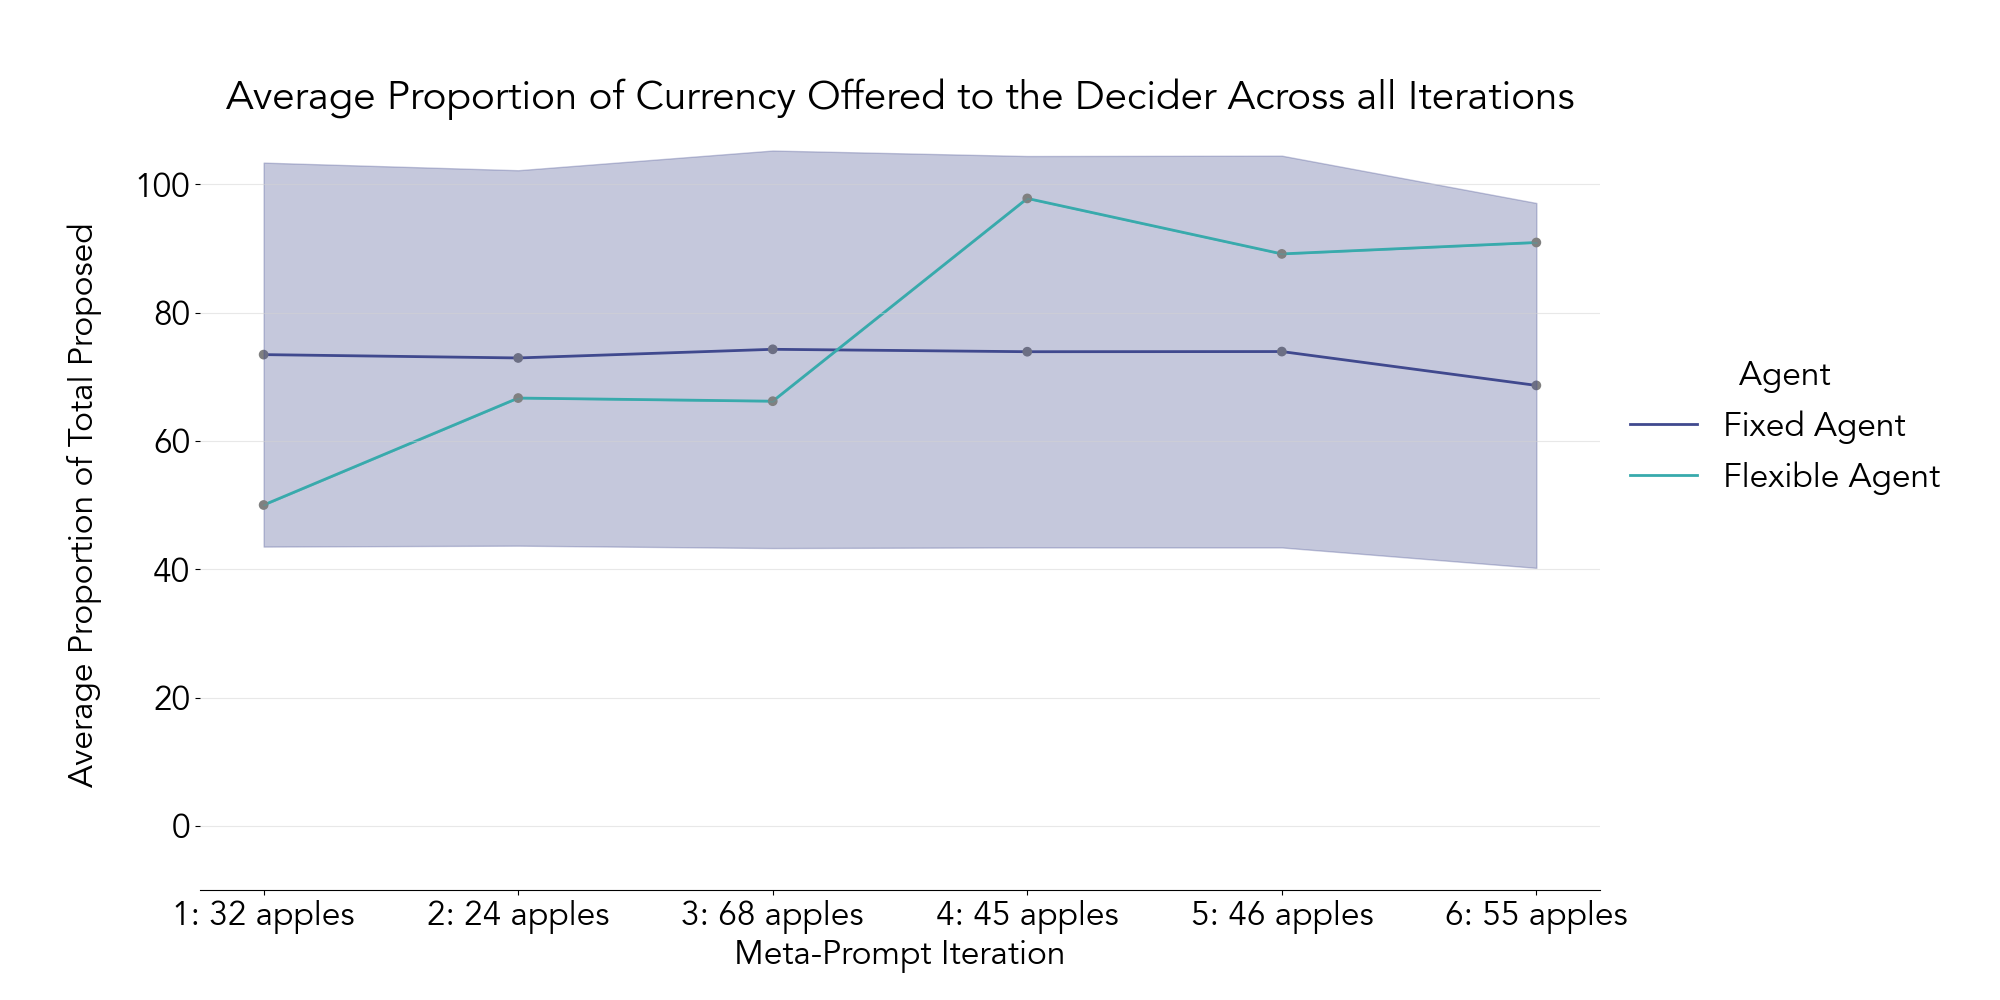 Average Proportion of Currency Offered to the Decider Across all Iterations
Average Proportion of Total Proposed
100
80
60
40
20
0
1: 32 apples
2: 24 apples
3: 68 apples
4: 45 apples
5: 46 apples
6: 55 apples
Meta-Prompt Iteration
Agent
Fixed Agent
Flexible Agent